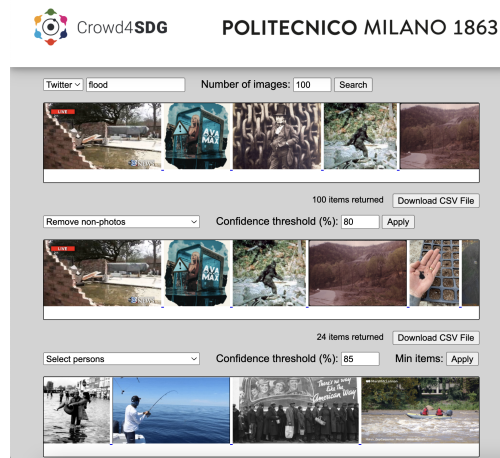 Crowd4SDG
POLITECNICO MILANO 1863
Twitter flood Number of images: 100 Search
LIVE
AVA
MAX
100 items returned Download CSV File
Remove non-photos Confidence threshold (%): 80 Apply
LIVE
AVA
MAX
24 items returned Download CSV File
Select persons Confidence threshold (%): 85 Min items: Apply
There's no way
like the
American Way